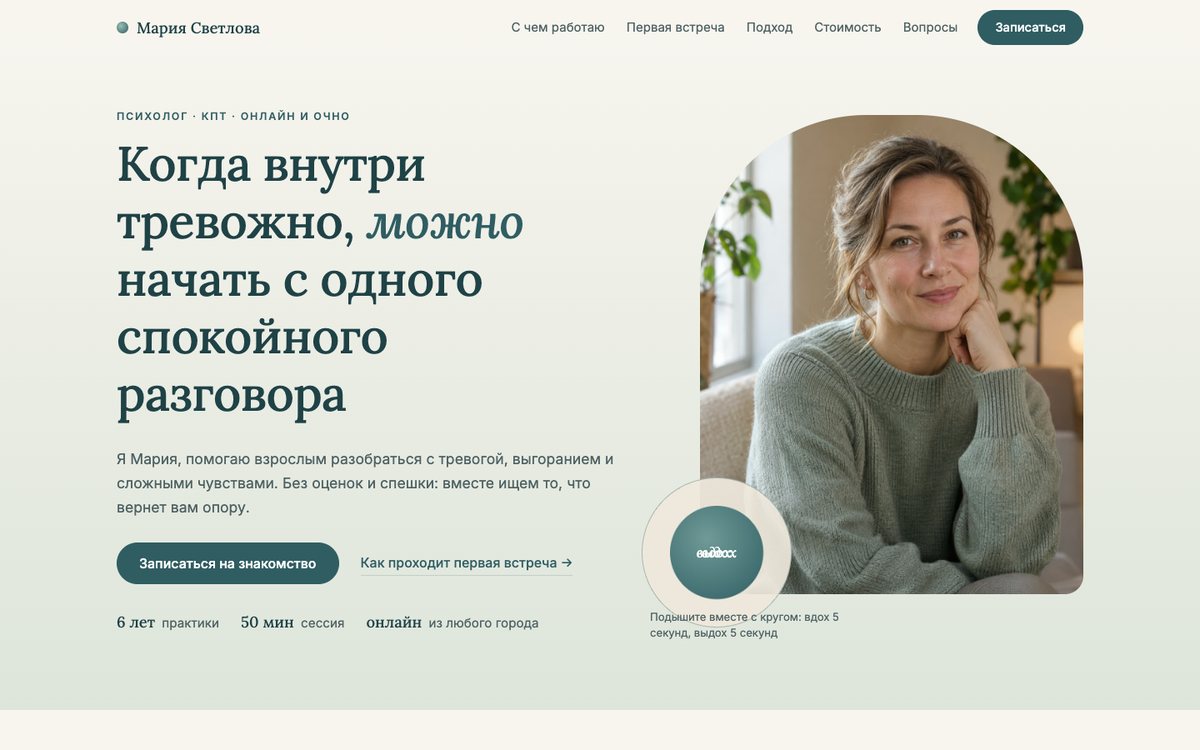 Мария Светлова
С чем работаю
Первая встреча
Подход
Стоимость
Вопросы
Записаться
ПСИХОЛОГ · КПТ · ОНЛАЙН И ОЧНО
Когда внутри
тревожно, можно
начать с одного
спокойного
разговора
Я Мария, помогаю взрослым разобраться с тревогой, выгоранием и
сложными чувствами. Без оценок и спешки: вместе ищем то, что
вернет вам опору.
Записаться на знакомство
Как проходит первая встреча →
6 лет практики
50 мин сессия
онлайн из любого города
Подышите вместе с кругом: вдох 5
секунд, выдох 5 секунд